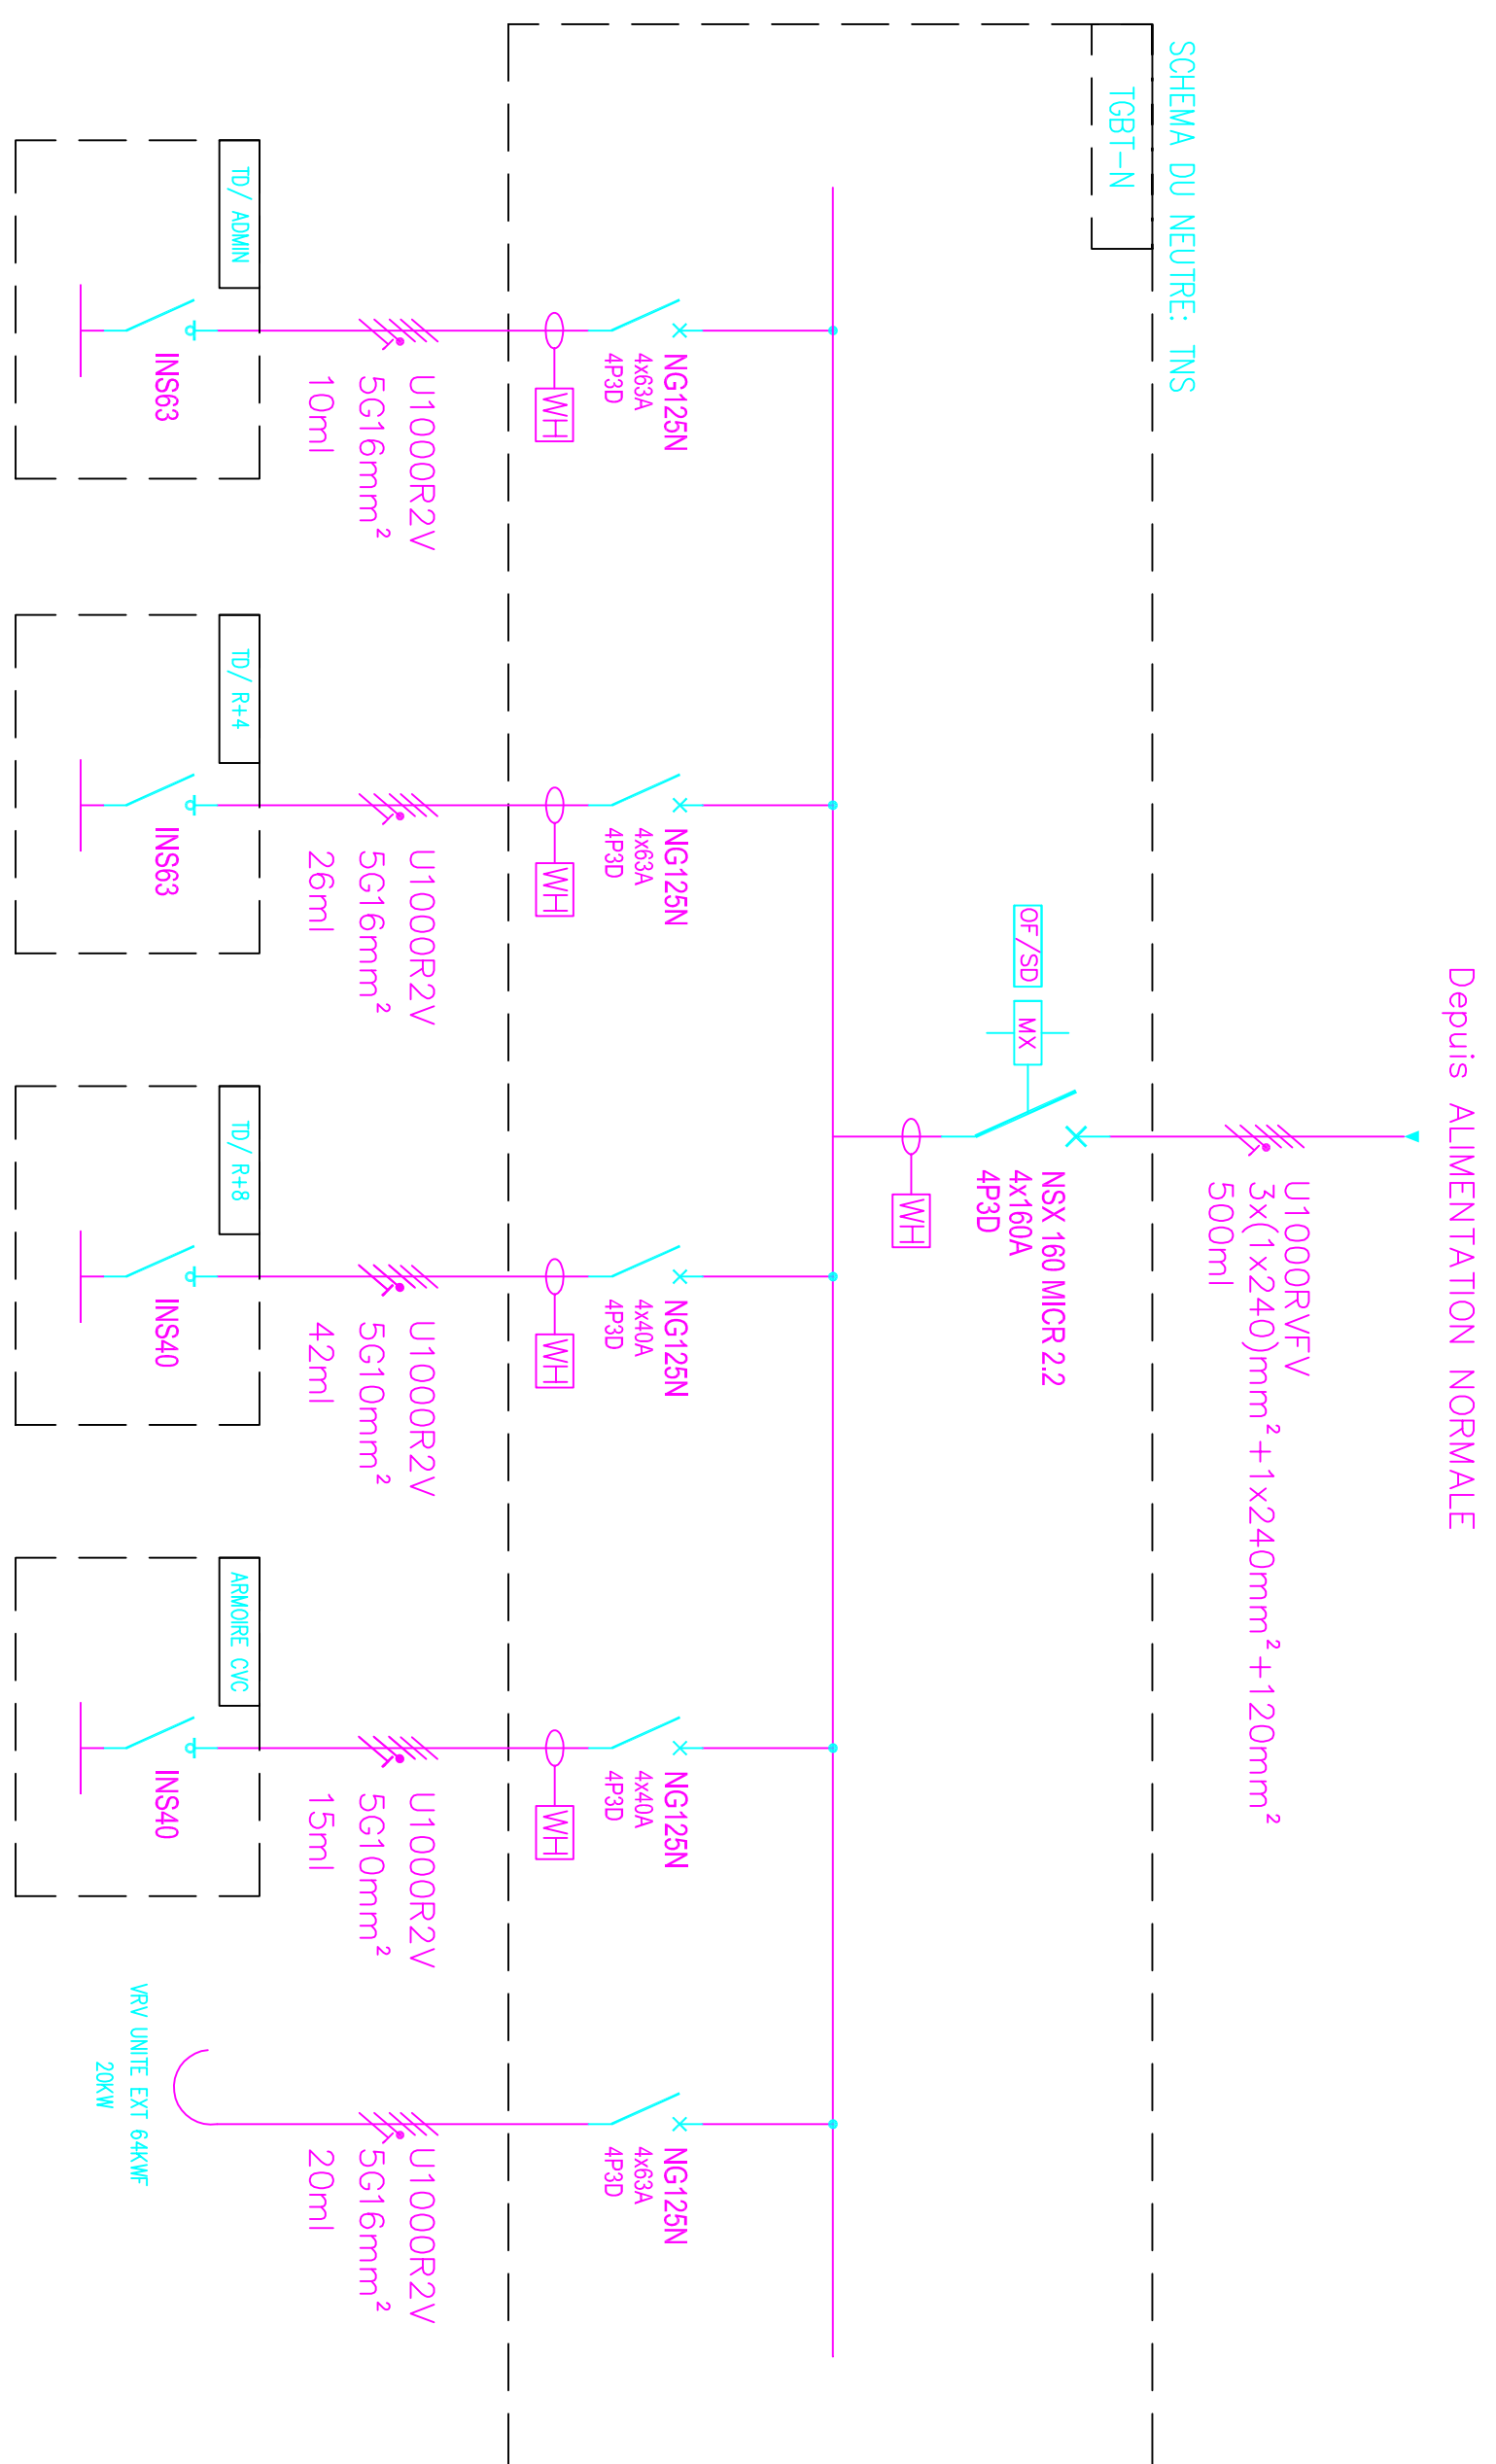 Depuis ALIMENTATION NORMALE
U1000RVFV
3x(1x240)mm²+1x240mm²+120mm²
500ml
SCHEMA DU NEUTRE: TNS
TGBT-N
OF/SD
MX
NSX 160 MICR 2.2
4x160A
4P3D
WH
NG125N
4x63A
4P3D
WH
U1000R2V
5G16mm²
10ml
TD/ ADMIN
INS63
NG125N
4x63A
4P3D
WH
U1000R2V
5G16mm²
26ml
TD/ R+4
INS63
NG125N
4x40A
4P3D
WH
U1000R2V
5G10mm²
42ml
TD/ R+8
INS40
NG125N
4x40A
4P3D
WH
U1000R2V
5G10mm²
15ml
ARMOIRE CVC
INS40
NG125N
4x63A
4P3D
U1000R2V
5G16mm²
20ml
VRV UNITE EXT 64KWF
20KW